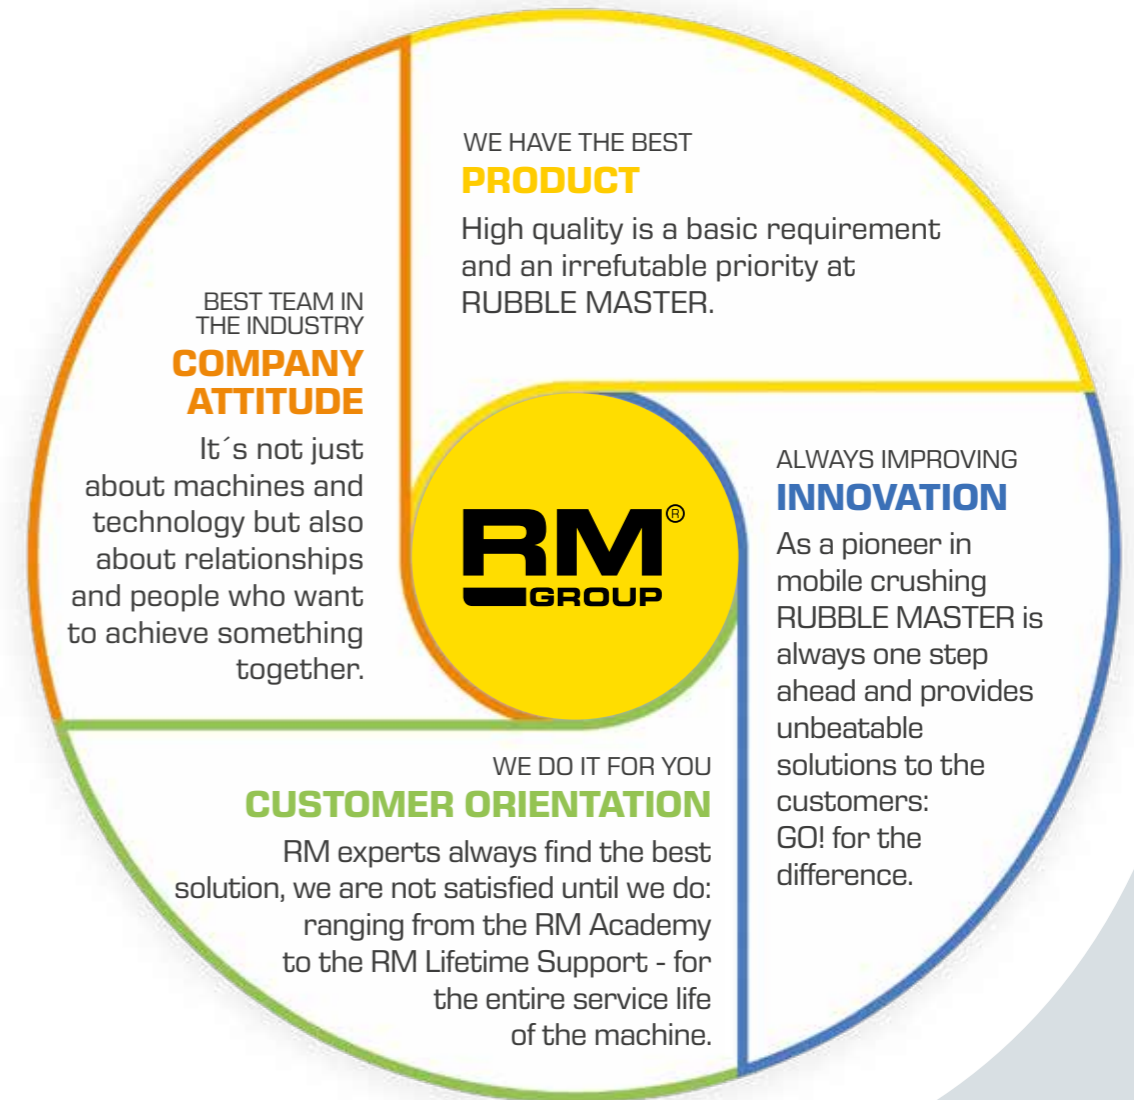 WE HAVE THE BEST
PRODUCT
High quality is a basic requirement
and an irrefutable priority at
RUBBLE MASTER.
BEST TEAM IN
THE INDUSTRY
COMPANY
ATTITUDE
It´s not just
about machines and
technology but also
about relationships
and people who want
to achieve something
together.
RM®
GROUP
ALWAYS IMPROVING
INNOVATION
As a pioneer in
mobile crushing
RUBBLE MASTER is
always one step
ahead and provides
unbeatable
solutions to the
customers:
GO! for the
difference.
WE DO IT FOR YOU
CUSTOMER ORIENTATION
RM experts always find the best
solution, we are not satisfied until we do:
ranging from the RM Academy
to the RM Lifetime Support - for
the entire service life
of the machine.